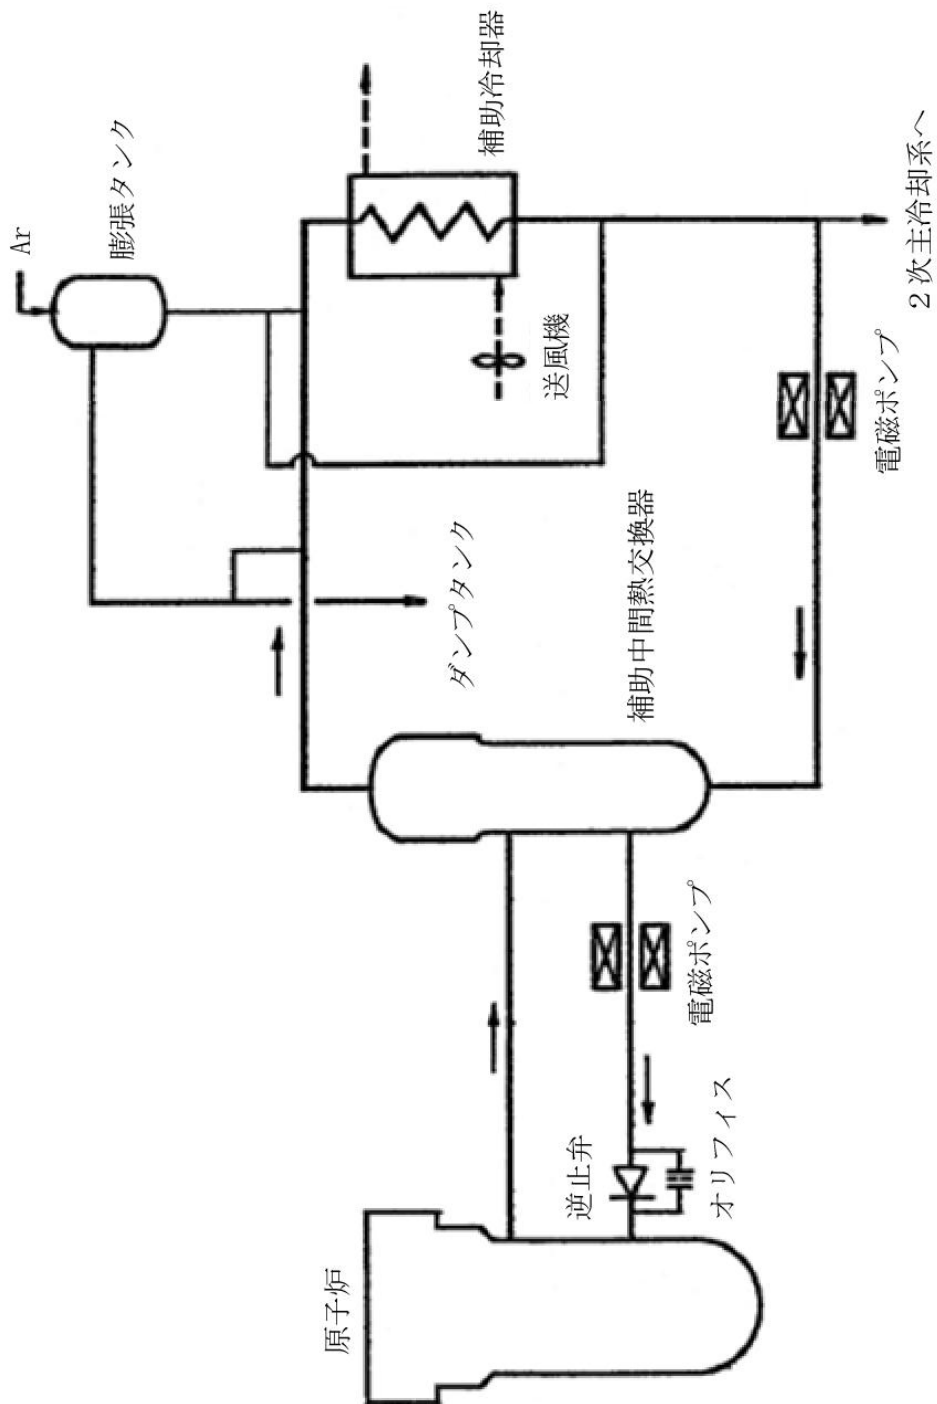 原子炉
逆止弁
オリフィス
電磁ポンプ
補助中間熱交換器
ダンプタンク
Ar
膨張タンク
補助冷却器
送風機
電磁ポンプ
2次主冷却系へ